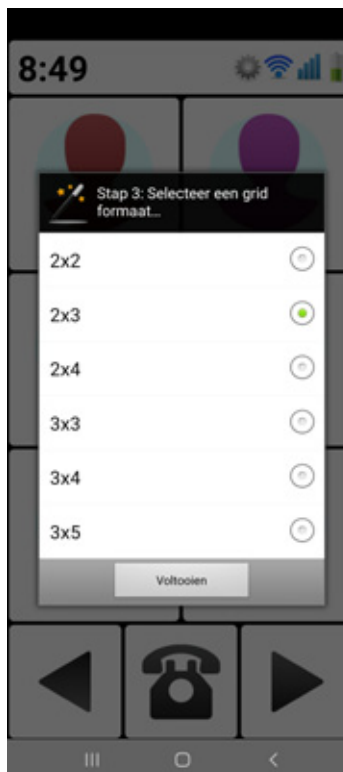 8:49
Stap 3: Selecteer een grid
formaat...
2x2
2x3
2x4
3x3
3x4
3x5
Voltooien